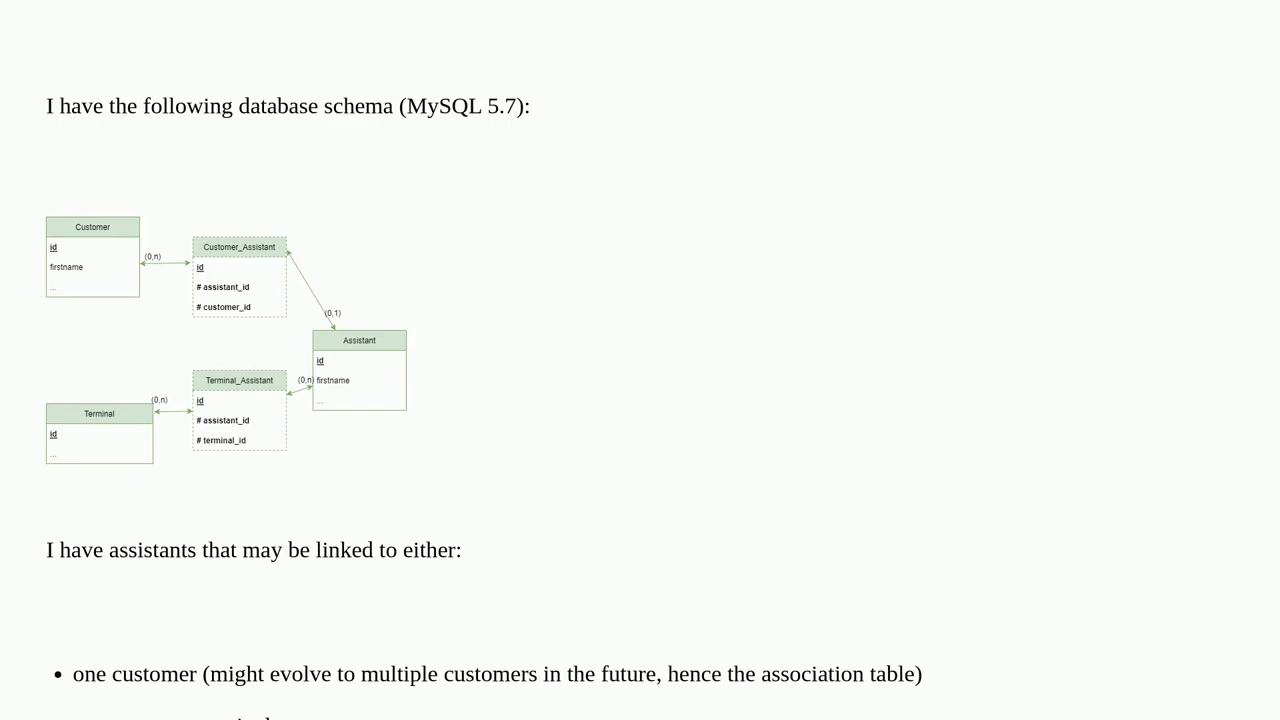 I have the following database schema (MySQL 5.7):
Customer
id
firstname
...
(0,n)
Customer_Assistant
id
# assistant_id
# customer_id
(0,1)
Assistant
id
firstname
...
(0,n)
Terminal_Assistant
id
# assistant_id
# terminal_id
(0,n)
Terminal
id
...
I have assistants that may be linked to either:
• one customer (might evolve to multiple customers in the future, hence the association table)